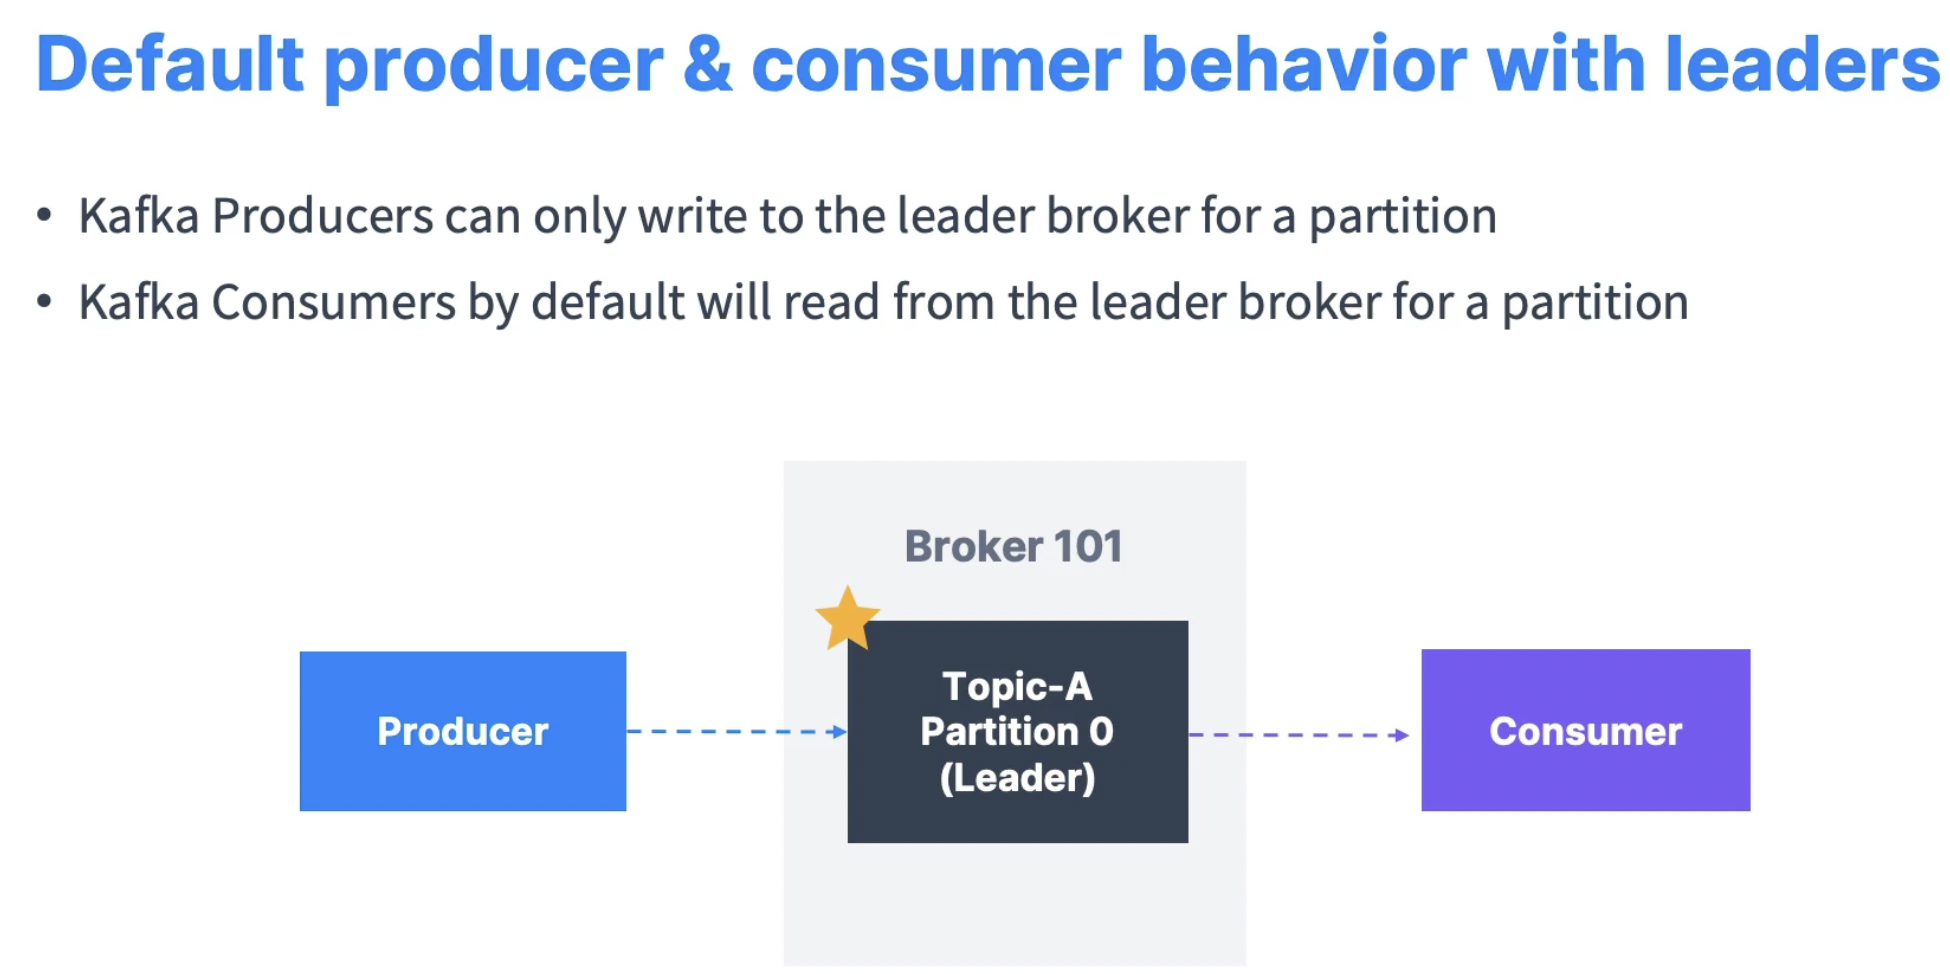 Default producer & consumer behavior with leaders
• Kafka Producers can only write to the leader broker for a partition
• Kafka Consumers by default will read from the leader broker for a partition
Broker 101
Producer
Topic-A
Partition 0
(Leader)
Consumer